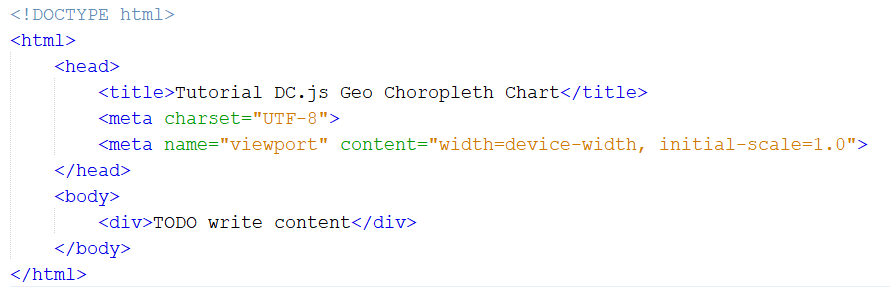 <!DOCTYPE html>
<html>
    <head>
        <title>Tutorial DC.js Geo Choropleth Chart</title>
        <meta charset="UTF-8">
        <meta name="viewport" content="width=device-width, initial-scale=1.0">
    </head>
    <body>
        <div>TODO write content</div>
    </body>
</html>